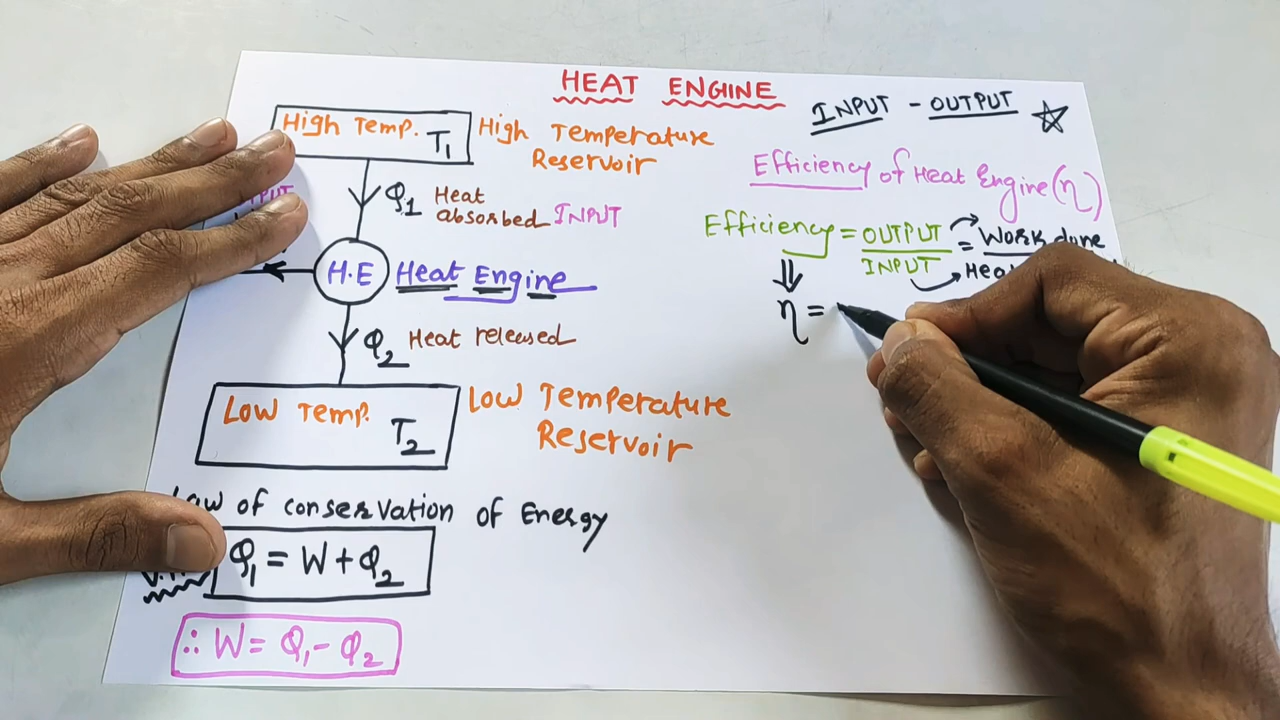 HEAT ENGINE
INPUT - OUTPUT
High Temp. T1
High Temperature
Reservoir
Q1 Heat
absorbed INPUT
H.E Heat Engine
Q2 Heat released
Low Temp. T2
Low Temperature
Reservoir
Law of conservation of Energy
Q1 = W + Q2
∴ W = Q1 - Q2
Efficiency of Heat Engine (η)
Efficiency = OUTPUT / INPUT = Work done /
η =